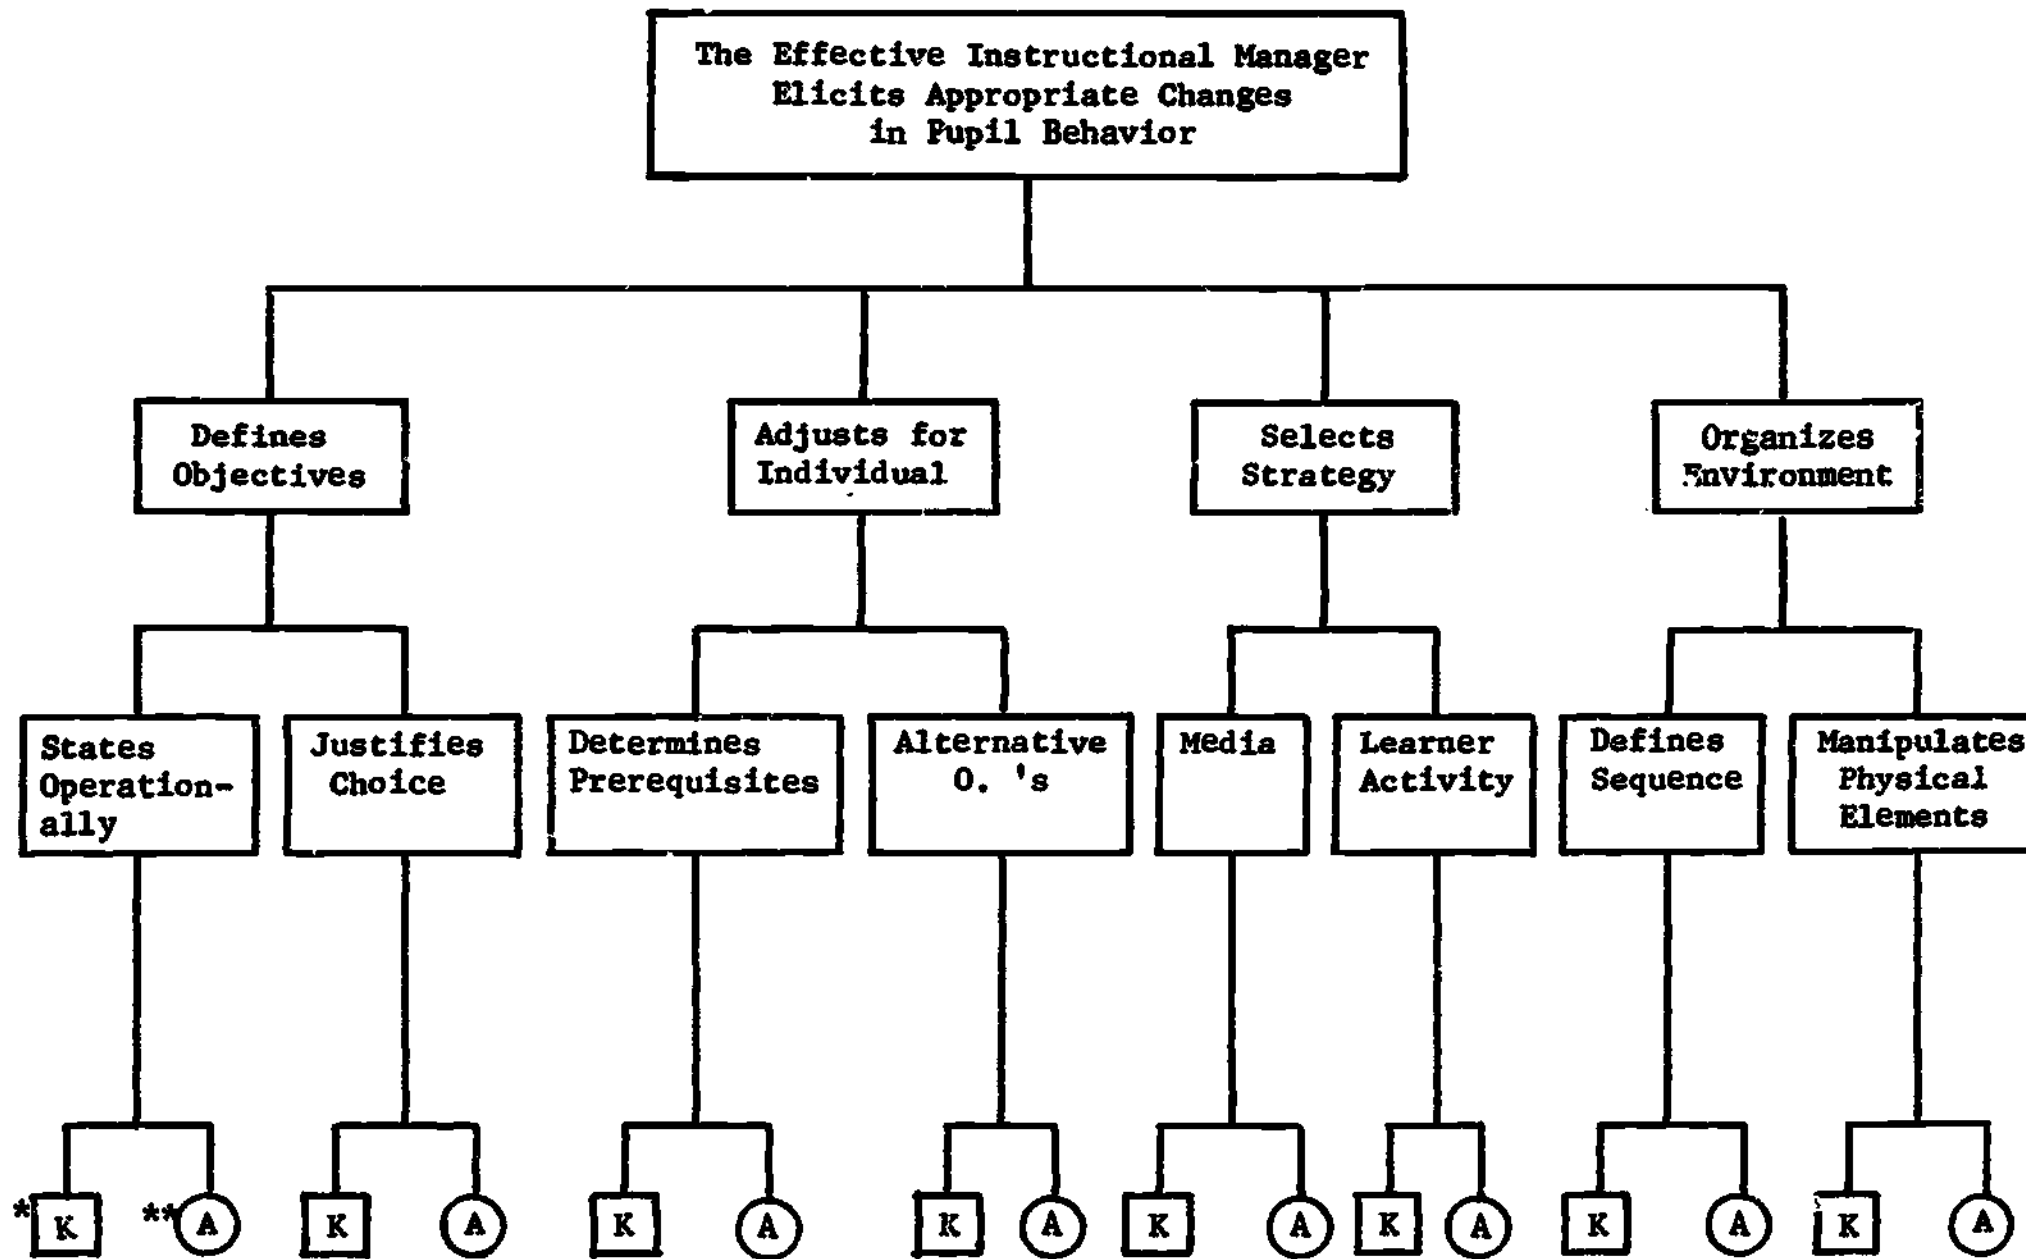 The Effective Instructional Manager
Elicits Appropriate Changes
in Pupil Behavior
Defines
Objectives
Adjusts for
Individual
Selects
Strategy
Organizes
Environment
States
Operation-
ally
Justifies
Choice
Determines
Prerequisites
Alternative
O. 's
Media
Learner
Activity
Defines
Sequence
Manipulates
Physical
Elements
* K
** A
K
A
K
A
K
A
K
A
K
A
K
A
K
A